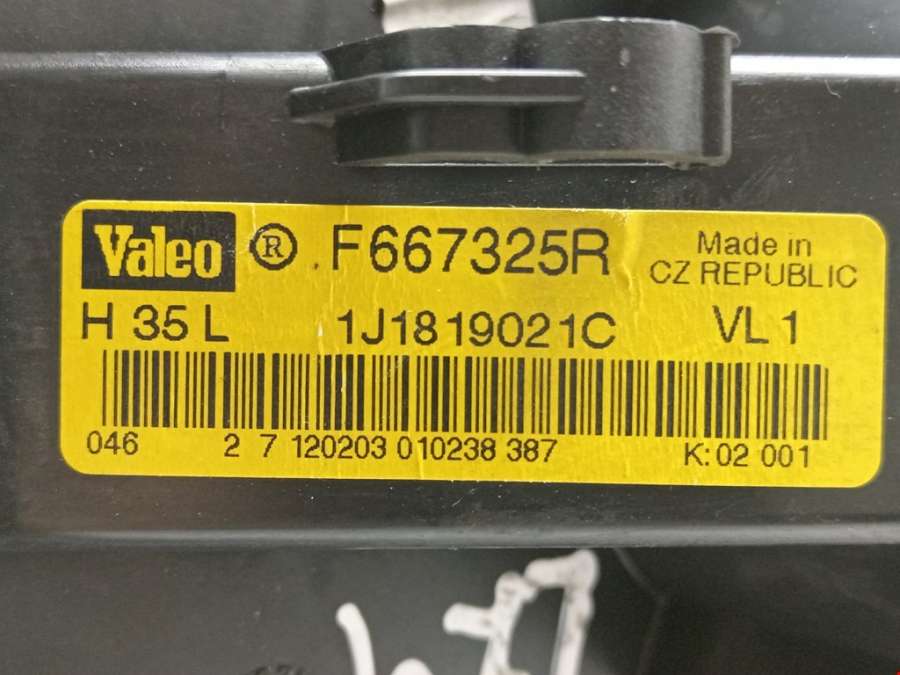 Valeo ® F667325R Made in
CZ REPUBLIC
H 35 L 1J1819021C VL 1
046 2 7 120203 010238 387 K: 02 001